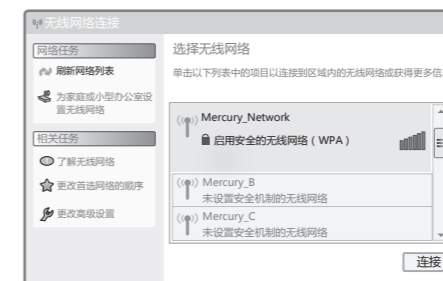 无线网络连接
网络任务
刷新网络列表
为家庭或小型办公室设
置无线网络
相关任务
了解无线网络
更改首选网络的顺序
更改高级设置
选择无线网络
单击以下列表中的项目以连接到区域内的无线网络或获得更多信
Mercury_Network
启用安全的无线网络（WPA）
Mercury_B
未设置安全机制的无线网络
Mercury_C
未设置安全机制的无线网络
连接